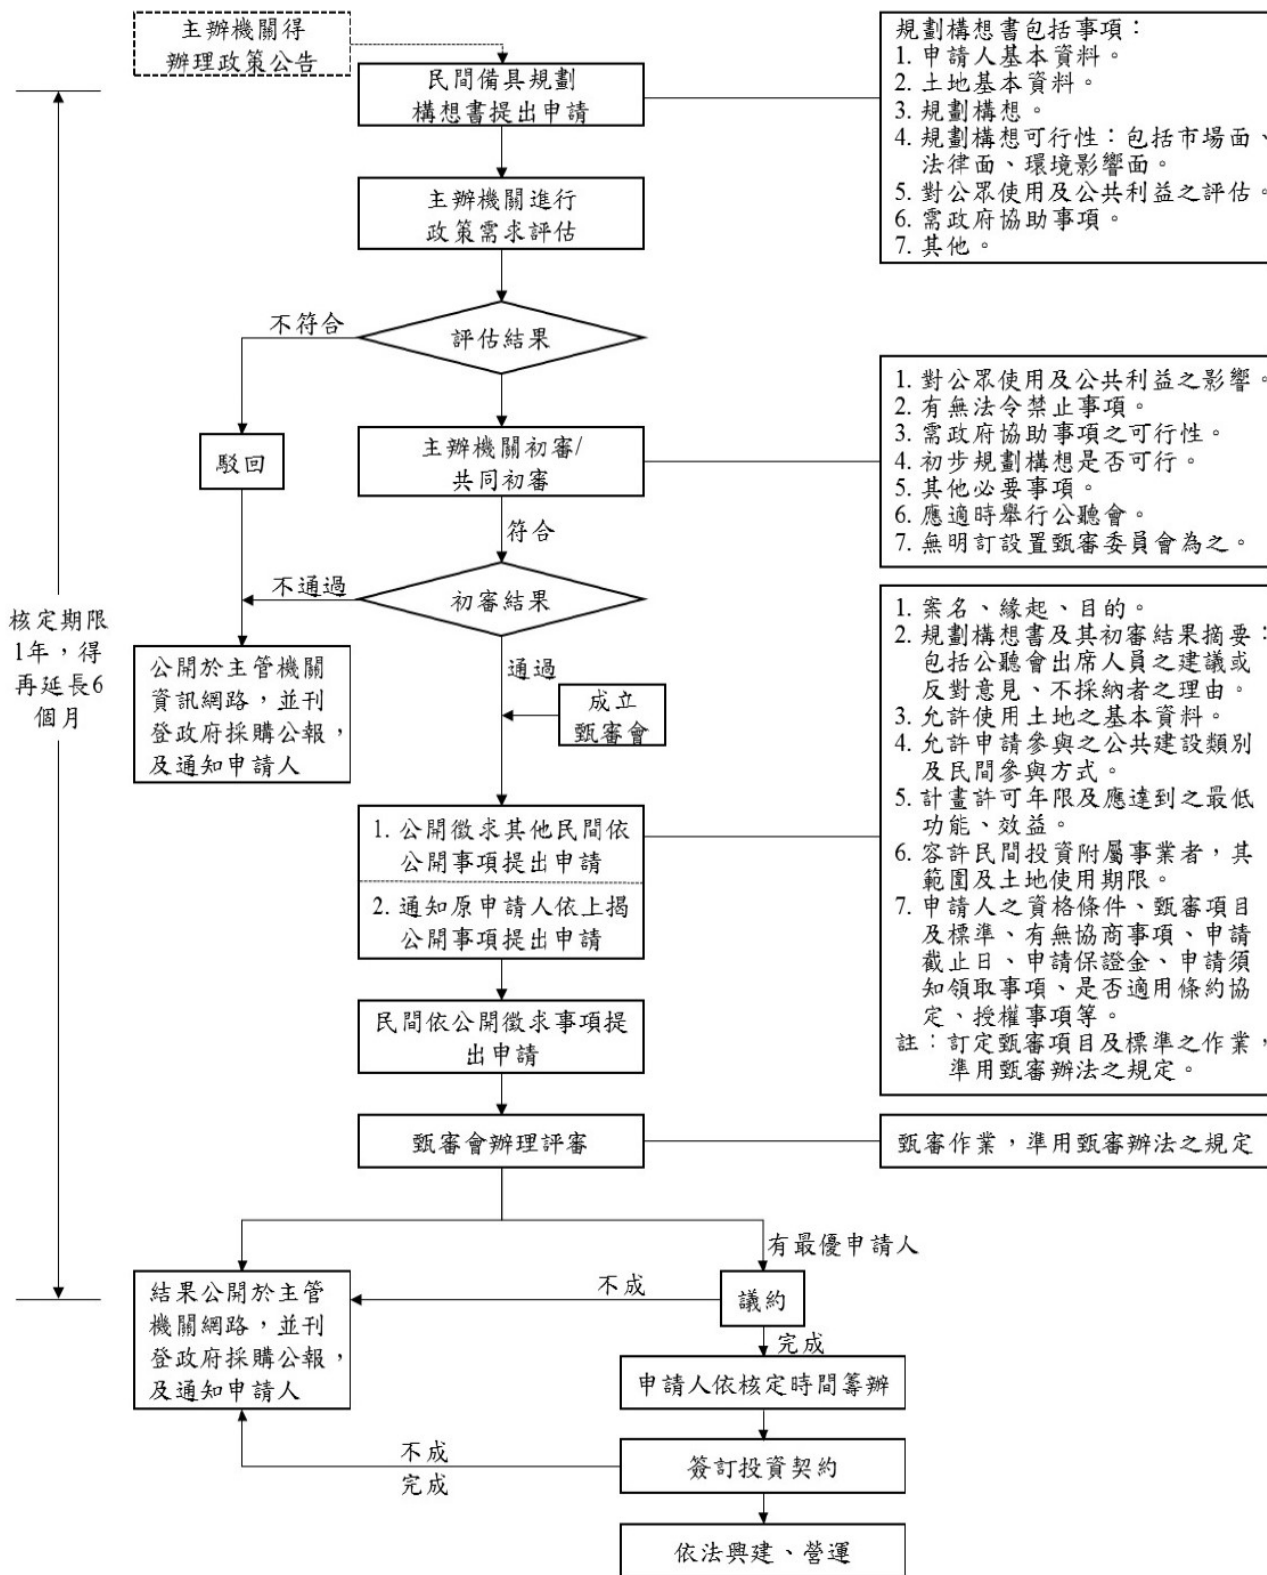 主辦機關得
辦理政策公告
民間備具規劃
構想書提出申請
規劃構想書包括事項：
1. 申請人基本資料。
2. 土地基本資料。
3. 規劃構想。
4. 規劃構想可行性：包括市場面、
法律面、環境影響面。
5. 對公眾使用及公共利益之評估。
6. 需政府協助事項。
7. 其他。
主辦機關進行
政策需求評估
不符合
評估結果
駁回
主辦機關初審/
共同初審
1. 對公眾使用及公共利益之影響。
2. 有無法令禁止事項。
3. 需政府協助事項之可行性。
4. 初步規劃構想是否可行。
5. 其他必要事項。
6. 應適時舉行公聽會。
7. 無明訂設置甄審委員會為之。
符合
不通過
初審結果
核定期限
1年，得
再延長6
個月
公開於主管機關
資訊網路，並刊
登政府採購公報，
及通知申請人
通過
成立
甄審會
1. 案名、緣起、目的。
2. 規劃構想書及其初審結果摘要：
包括公聽會出席人員之建議或
反對意見、不採納者之理由。
3. 允許使用土地之基本資料。
4. 允許申請參與之公共建設類別
及民間參與方式。
5. 計畫許可年限及應達到之最低
功能、效益。
6. 容許民間投資附屬事業者，其
範圍及土地使用期限。
7. 申請人之資格條件、甄審項目
及標準、有無協商事項、申請
截止日、申請保證金、申請須
知領取事項、是否適用條約協
定、授權事項等。
註：訂定甄審項目及標準之作業，
準用甄審辦法之規定。
1. 公開徵求其他民間依
公開事項提出申請
2. 通知原申請人依上揭
公開事項提出申請
民間依公開徵求事項提
出申請
甄審會辦理評審
甄審作業，準用甄審辦法之規定
有最優申請人
結果公開於主管
機關網路，並刊
登政府採購公報，
及通知申請人
不成
議約
完成
申請人依核定時間籌辦
不成
完成
簽訂投資契約
依法興建、營運